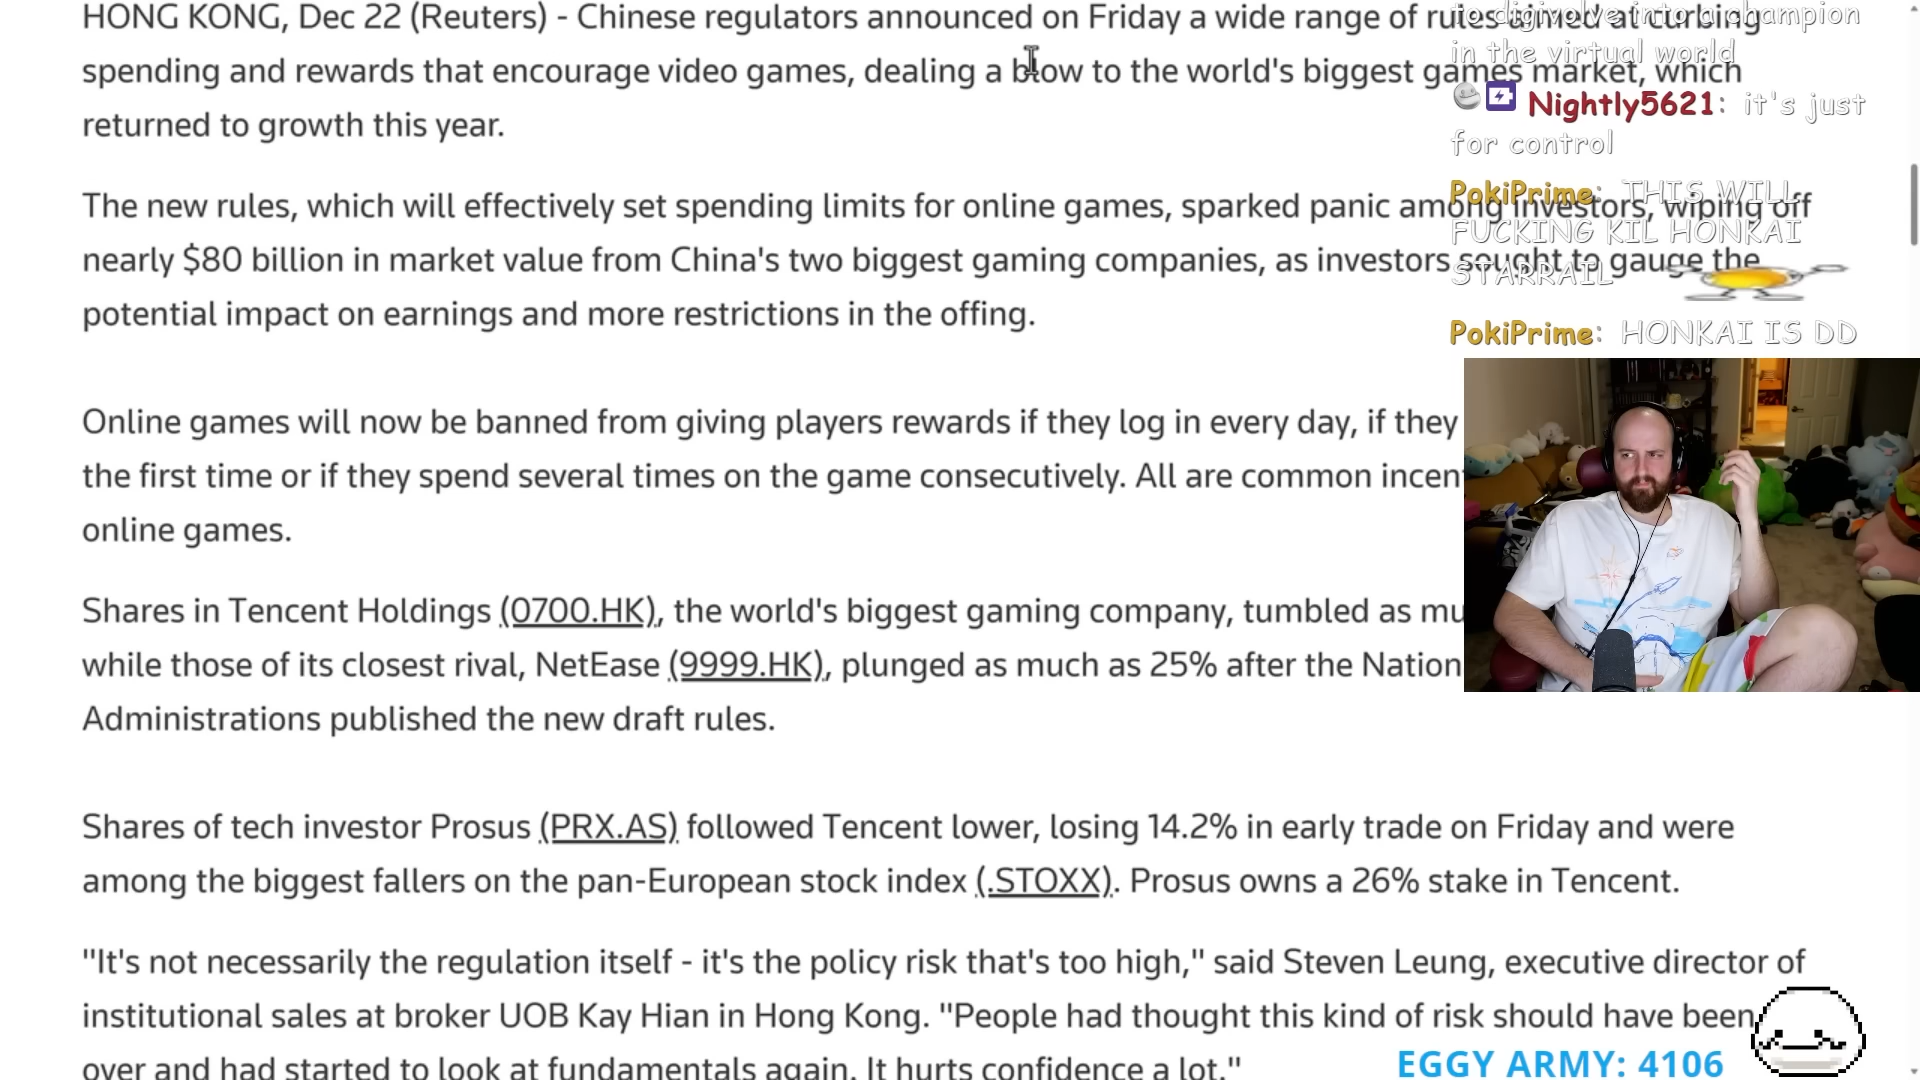 HONG KONG, Dec 22 (Reuters) - Chinese regulators announced on Friday a wide range of rules aimed at curbing
spending and rewards that encourage video games, dealing a blow to the world's biggest games market, which
returned to growth this year.
The new rules, which will effectively set spending limits for online games, sparked panic among investors, wiping off
nearly $80 billion in market value from China's two biggest gaming companies, as investors sought to gauge the
potential impact on earnings and more restrictions in the offing.
Online games will now be banned from giving players rewards if they log in every day, if they
the first time or if they spend several times on the game consecutively. All are common incen
online games.
Shares in Tencent Holdings (0700.HK), the world's biggest gaming company, tumbled as mu
while those of its closest rival, NetEase (9999.HK), plunged as much as 25% after the Nation
Administrations published the new draft rules.
Shares of tech investor Prosus (PRX.AS) followed Tencent lower, losing 14.2% in early trade on Friday and were
among the biggest fallers on the pan-European stock index (.STOXX). Prosus owns a 26% stake in Tencent.
"It's not necessarily the regulation itself - it's the policy risk that's too high," said Steven Leung, executive director of
institutional sales at broker UOB Kay Hian in Hong Kong. "People had thought this kind of risk should have been
over and had started to look at fundamentals again. It hurts confidence a lot."
to digivolve into a champion
in the virtual world
Nightly5621: it's just
for control
PokiPrime: THIS WILL
FUCKING KIL HONKAI
STARRAIL
PokiPrime: HONKAI IS DD
EGGY ARMY: 4106